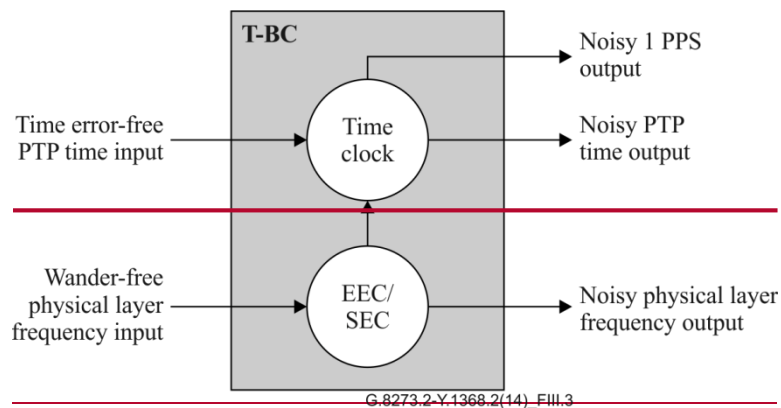 T-BC
Noisy 1 PPS
output
Time error-free
PTP time input
Time
clock
Noisy PTP
time output
Wander-free
physical layer
frequency input
EEC/
SEC
Noisy physical layer
frequency output
G.8273.2-Y.1368.2(14)_FIII.3